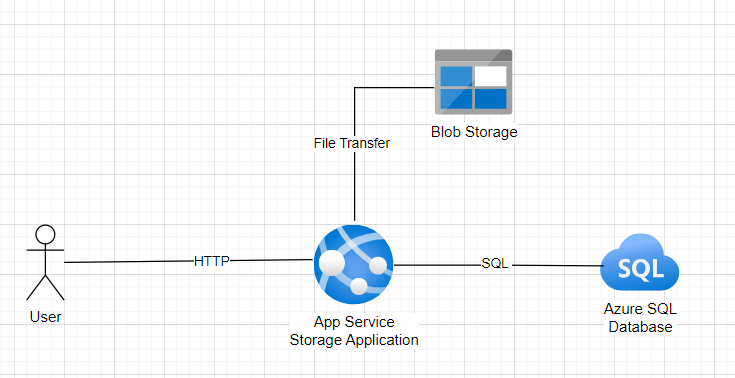 Blob Storage
File Transfer
HTTP
SQL
SQL
User
App Service
Storage Application
Azure SQL
Database